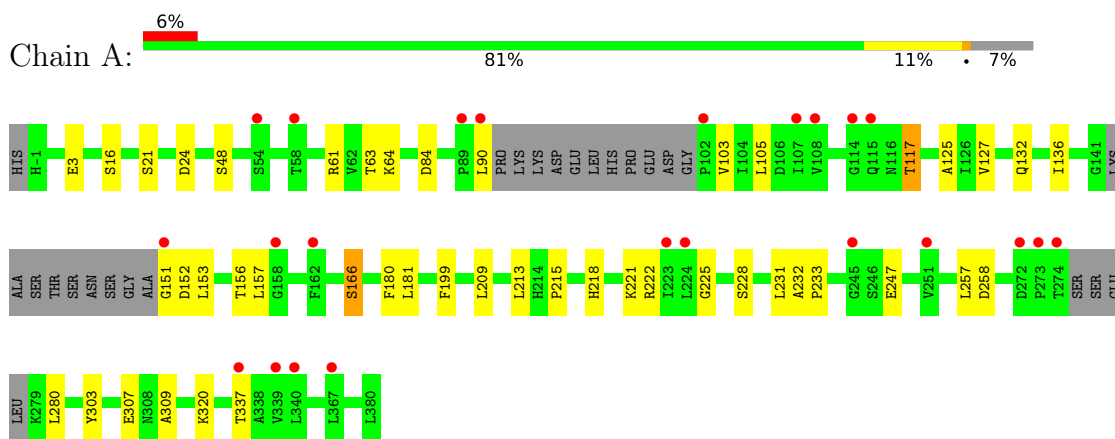 6%
Chain A:
81% 11% • 7%
HIS H-1 E3 S16 S21 D24 S48 S54 T58 R61 V62 T63 K64 D84 P89 L90 PRO LYS LYS ASP GLU LEU HIS PRO GLU ASP GLY P102 V103 I104 L105 D106 I107 V108 G114 Q115 N116 T117 A125 I126 V127 Q132 I136 G141 LYS
ALA SER THR SER ASN SER GLY ALA G151 D152 L153 T156 L157 G158 F162 S166 F180 L181 F199 L209 L213 H214 P215 H218 K221 R222 I223 L224 G225 S228 L231 A232 P233 G245 S246 E247 V251 L257 D258 D272 P273 T274 SER SER GLU
LEU K279 L280 Y303 E307 N308 A309 K320 T337 A338 V339 L340 L367 L380